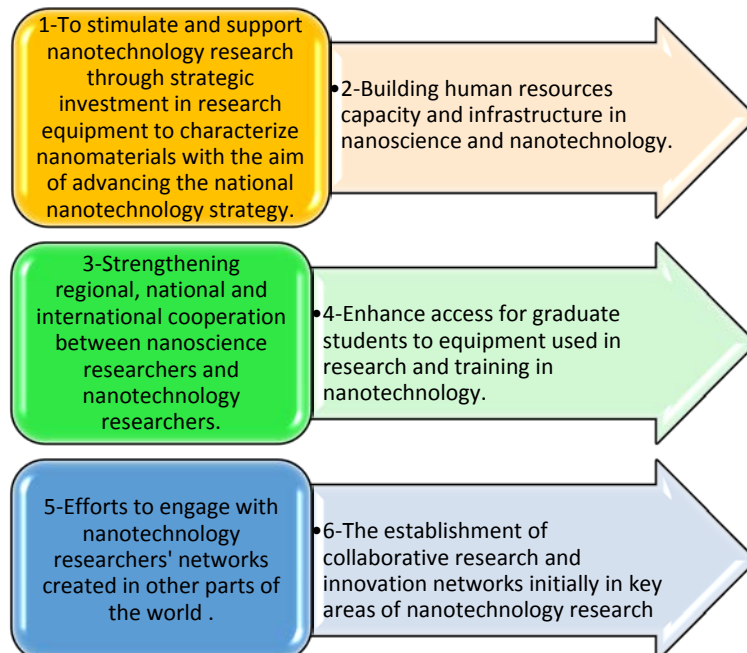 1-To stimulate and support
nanotechnology research
through strategic
investment in research
equipment to characterize
nanomaterials with the aim
of advancing the national
nanotechnology strategy.
•2-Building human resources
capacity and infrastructure in
nanoscience and nanotechnology.
3-Strengthening
regional, national and
international cooperation
between nanoscience
researchers and
nanotechnology
researchers.
•4-Enhance access for graduate
students to equipment used in
research and training in
nanotechnology.
5-Efforts to engage with
nanotechnology
researchers' networks
created in other parts of
the world .
•6-The establishment of
collaborative research and
innovation networks initially in key
areas of nanotechnology research